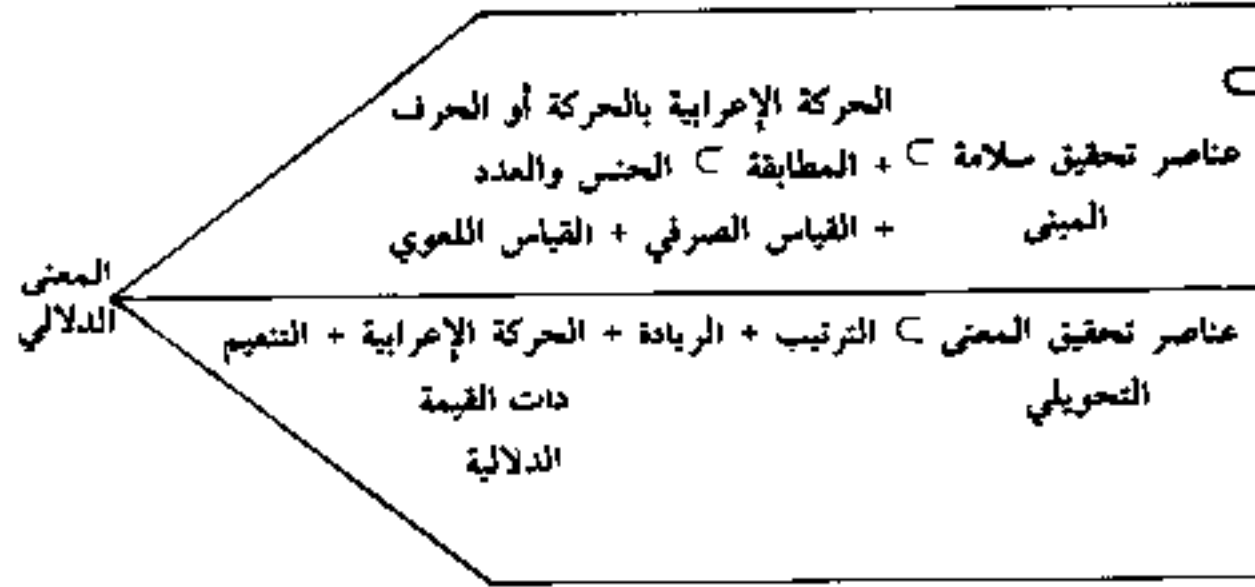 الحركة الإعرابية بالحركة أو الحرف
عناصر تحقيق سلامة ⊂ + المطابقة ⊂ الجنس والعدد
المبنى + القياس الصرفي + القياس اللغوي
المعنى
الدلالي
عناصر تحقيق المعنى ⊂ الترتيب + الزيادة + الحركة الإعرابية + التنغيم
التحويلي ذات القيمة
الدلالية